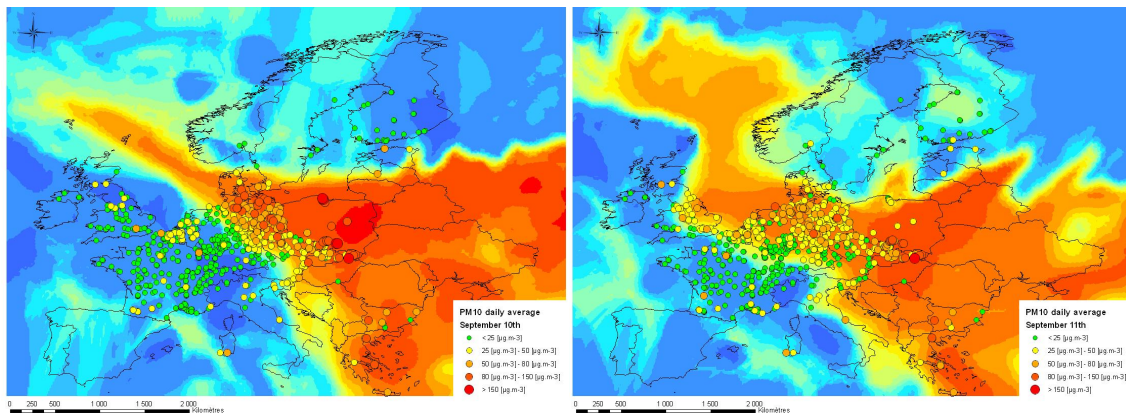 PM10 daily average
September 10th
<25 [µg.m-3]
25 [µg.m-3] - 50 [µg.m-3]
50 [µg.m-3] - 80 [µg.m-3]
80 [µg.m-3] - 150 [µg.m-3]
> 150 [µg.m-3]
0 250 500 1 000 1 500 2 000
Kilomètres
PM10 daily average
September 11th
<25 [µg.m-3]
25 [µg.m-3] - 50 [µg.m-3]
50 [µg.m-3] - 80 [µg.m-3]
80 [µg.m-3] - 150 [µg.m-3]
> 150 [µg.m-3]
0 250 500 1 000 1 500 2 000
Kilomètres